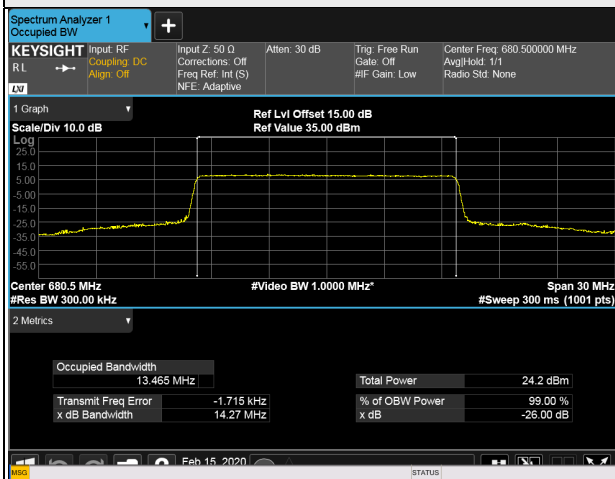 Spectrum Analyzer 1
Occupied BW
+
KEYSIGHT
R L
LXI
Input: RF
Coupling: DC
Align: Off
Input Z: 50 Ω
Corrections: Off
Freq Ref: Int (S)
NFE: Adaptive
Atten: 30 dB
Trig: Free Run
Gate: Off
#IF Gain: Low
Center Freq: 680.500000 MHz
Avg|Hold: 1/1
Radio Std: None
1 Graph
Scale/Div 10.0 dB
Ref Lvl Offset 15.00 dB
Ref Value 35.00 dBm
Log
25.0
15.0
5.00
-5.00
-15.0
-25.0
-35.0
-45.0
-55.0
Center 680.5 MHz
#Res BW 300.00 kHz
#Video BW 1.0000 MHz*
Span 30 MHz
#Sweep 300 ms (1001 pts)
2 Metrics
Occupied Bandwidth
13.465 MHz
Transmit Freq Error -1.715 kHz
x dB Bandwidth 14.27 MHz
Total Power 24.2 dBm
% of OBW Power 99.00 %
x dB -26.00 dB
Feb 15, 2020
MSG
STATUS